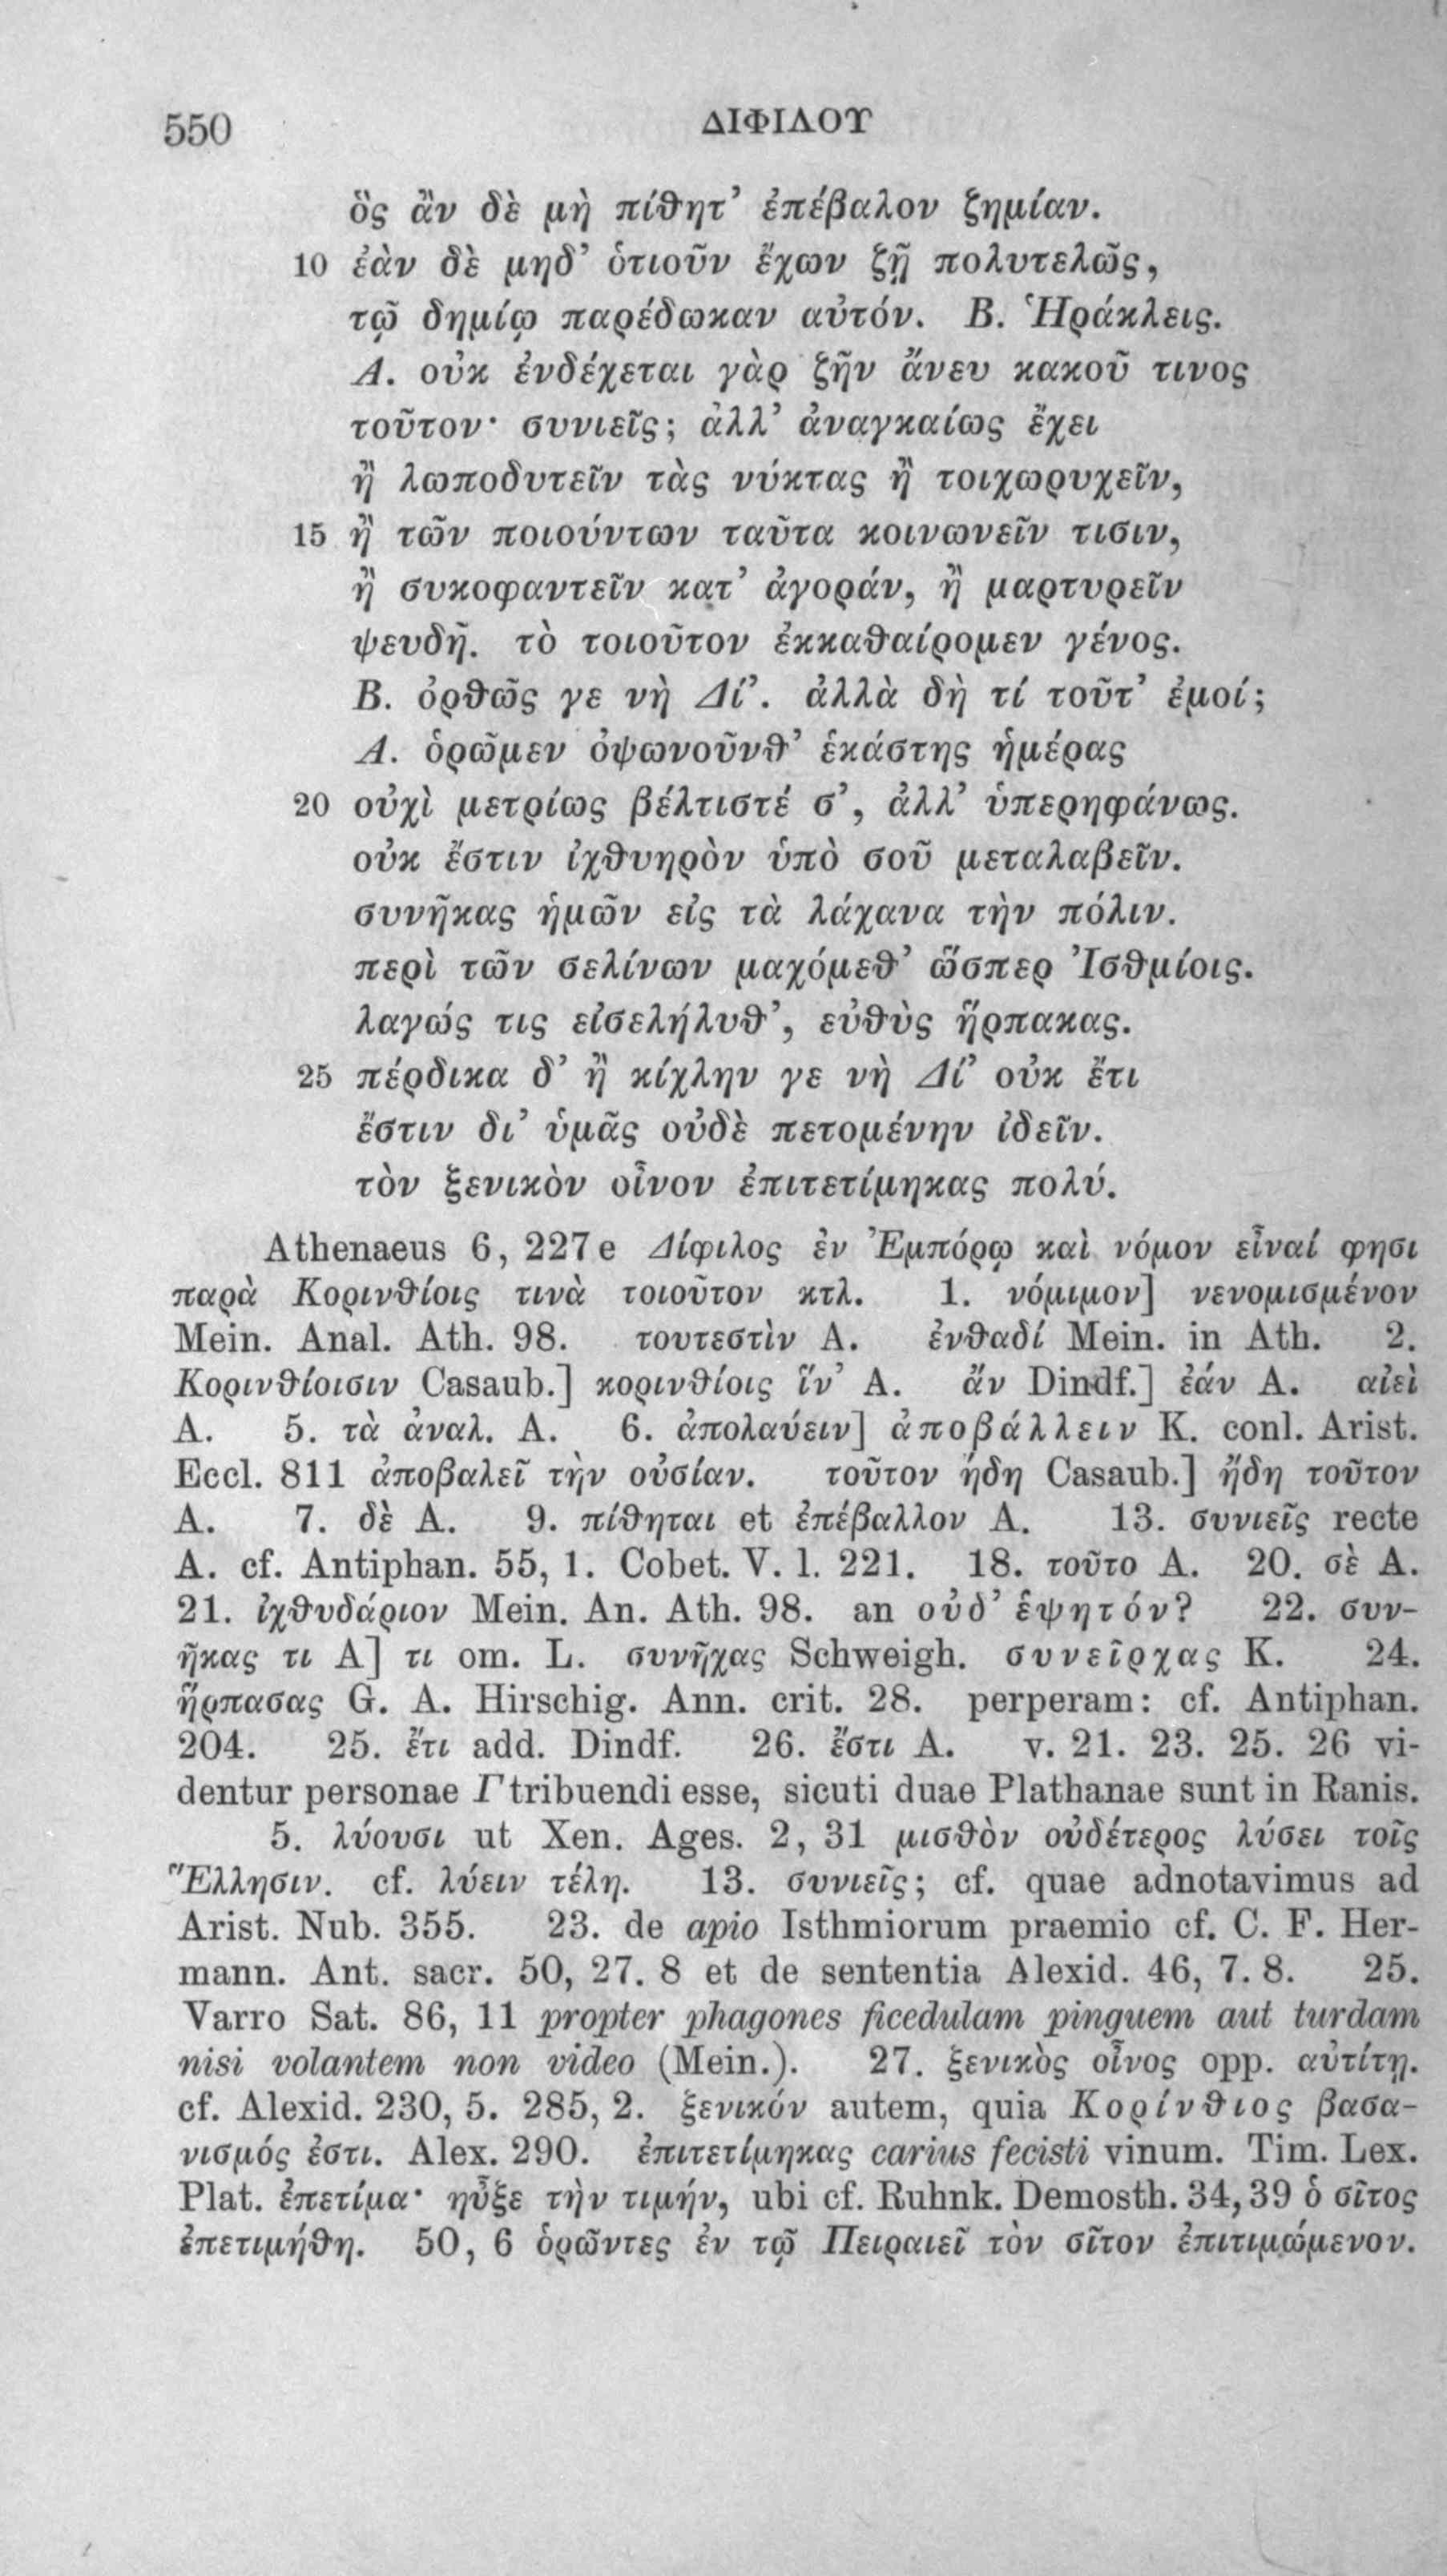 550 ΔΙΦΙΛΟΥ
ὃς ἂν δὲ μὴ πίθητ’ ἐπέβαλον ζημίαν.
10 ἐὰν δὲ μηδ’ ὁτιοῦν ἔχων ζῇ πολυτελῶς,
τῷ δημίῳ παρέδωκαν αὐτόν. Β. Ἡράκλεις.
Α. οὐκ ἐνδέχεται γὰρ ζῆν ἄνευ κακοῦ τινος
τοῦτον· συνιεῖς; ἀλλ’ ἀναγκαίως ἔχει
ἢ λωποδυτεῖν τὰς νύκτας ἢ τοιχωρυχεῖν,
15 ἢ τῶν ποιούντων ταῦτα κοινωνεῖν τισιν,
ἢ συκοφαντεῖν κατ’ ἀγοράν, ἢ μαρτυρεῖν
ψευδῆ. τὸ τοιοῦτον ἐκκαθαίρομεν γένος.
Β. ὀρθῶς γε νὴ Δί’. ἀλλὰ δὴ τί τοῦτ’ ἐμοί;
Α. ὁρῶμεν ὀψωνοῦνθ’ ἑκάστης ἡμέρας
20 οὐχὶ μετρίως βέλτιστέ σ’, ἀλλ’ ὑπερηφάνως.
οὐκ ἔστιν ἰχθυηρὸν ὑπὸ σοῦ μεταλαβεῖν.
συνῆκας ἡμῶν εἰς τὰ λάχανα τὴν πόλιν.
περὶ τῶν σελίνων μαχόμεθ’ ὥσπερ Ἰσθμίοις.
λαγώς τις εἰσελήλυθ’, εὐθὺς ἥρπακας.
25 πέρδικα δ’ ἢ κίχλην γε νὴ Δί’ οὐκ ἔτι
ἔστιν δι’ ὑμᾶς οὐδὲ πετομένην ἰδεῖν.
τὸν ξενικὸν οἶνον ἐπιτετίμηκας πολύ.
Athenaeus 6, 227e Δίφιλος ἐν Ἐμπόρῳ καὶ νόμον εἶναί φησι
παρὰ Κορινθίοις τινὰ τοιοῦτον κτλ. 1. νόμιμον] νενομισμένον
Mein. Anal. Ath. 98. τουτεστὶν A. ἐνθαδί Mein. in Ath. 2.
Κορινθίοισιν Casaub.] κορινθίοις ἵν’ A. ἄν Dindf.] ἐάν A. αἰεὶ
A. 5. τὰ ἀναλ. A. 6. ἀπολαύειν] ἀποβάλλειν K. conl. Arist.
Eccl. 811 ἀποβαλεῖ τὴν οὐσίαν. τοῦτον ἤδη Casaub.] ἤδη τοῦτον
A. 7. δὲ A. 9. πίθηται et ἐπέβαλλον A. 13. συνιεῖς recte
A. cf. Antiphan. 55, 1. Cobet. V. l. 221. 18. τοῦτο A. 20. σὲ A.
21. ἰχθυδάριον Mein. An. Ath. 98. an οὐδ’ ἑψητόν? 22. συν-
ῆκας τι A] τι om. L. συνῆχας Schweigh. συνεῖρχας K. 24.
ἥρπασας G. A. Hirschig. Ann. crit. 28. perperam: cf. Antiphan.
204. 25. ἔτι add. Dindf. 26. ἔστι A. v. 21. 23. 25. 26 vi-
dentur personae Γ tribuendi esse, sicuti duae Plathanae sunt in Ranis.
5. λύουσι ut Xen. Ages. 2, 31 μισθὸν οὐδέτερος λύσει τοῖς
Ἕλλησιν. cf. λύειν τέλη. 13. συνιεῖς; cf. quae adnotavimus ad
Arist. Nub. 355. 23. de apio Isthmiorum praemio cf. C. F. Her-
mann. Ant. sacr. 50, 27. 8 et de sententia Alexid. 46, 7. 8. 25.
Varro Sat. 86, 11 propter phagones ficedulam pinguem aut turdam
nisi volantem non video (Mein.). 27. ξενικὸς οἶνος opp. αὐτίτῃ.
cf. Alexid. 230, 5. 285, 2. ξενικόν autem, quia Κορίνθιος βασα-
νισμός ἐστι. Alex. 290. ἐπιτετίμηκας carius fecisti vinum. Tim. Lex.
Plat. ἐπετίμα· ηὖξε τὴν τιμήν, ubi cf. Ruhnk. Demosth. 34, 39 ὁ σῖτος
ἐπετιμήθη. 50, 6 ὁρῶντες ἐν τῷ Πειραιεῖ τὸν σῖτον ἐπιτιμώμενον.